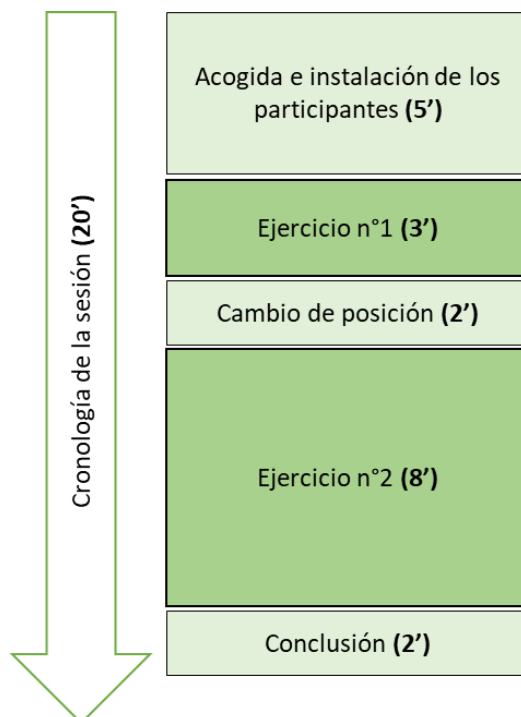 Cronología de la sesión (20’)
Acogida e instalación de los
participantes (5’)
Ejercicio n°1 (3’)
Cambio de posición (2’)
Ejercicio n°2 (8’)
Conclusión (2’)